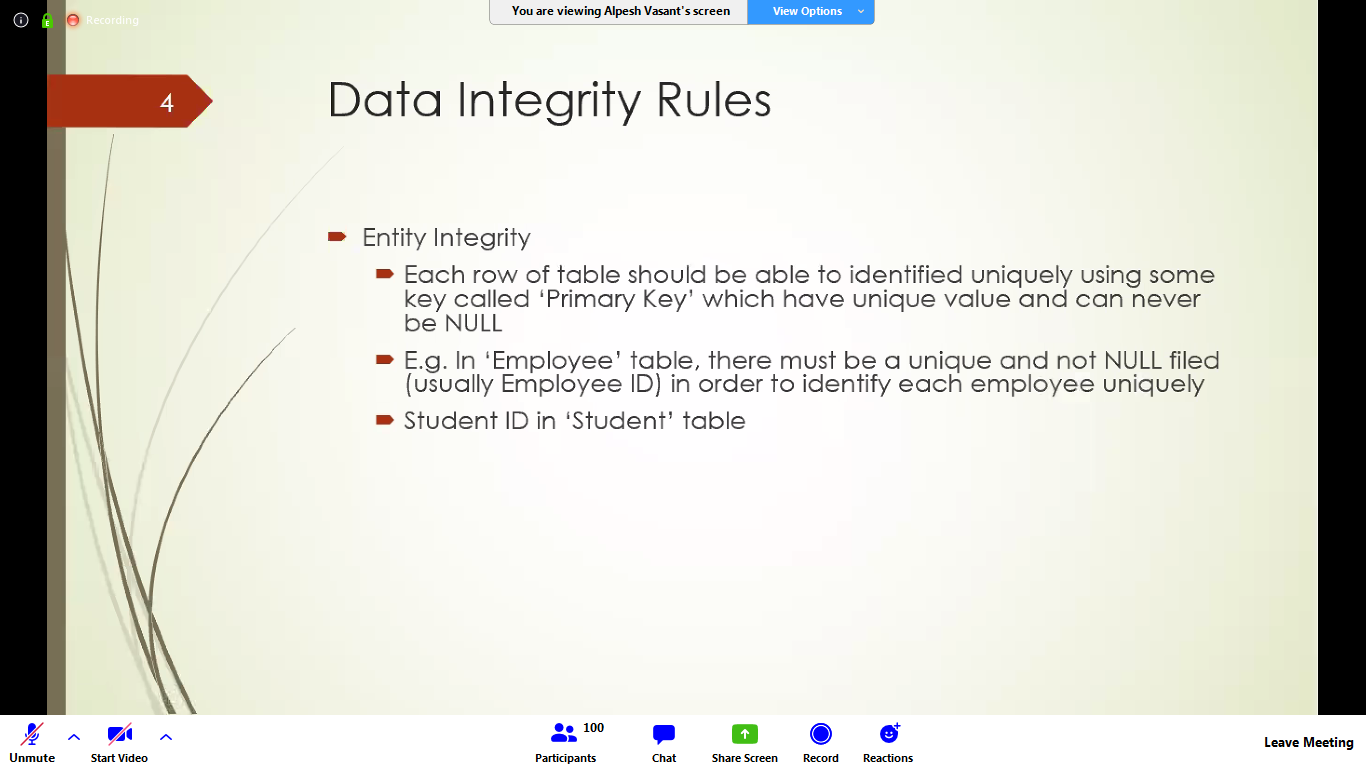 You are viewing Alpesh Vasant's screen
View Options
E
Recording
4
Data Integrity Rules
Entity Integrity
Each row of table should be able to identified uniquely using some
key called ‘Primary Key’ which have unique value and can never
be NULL
E.g. In ‘Employee’ table, there must be a unique and not NULL filed
(usually Employee ID) in order to identify each employee uniquely
Student ID in ‘Student’ table
Unmute
Start Video
100
Participants
Chat
Share Screen
Record
Reactions
Leave Meeting